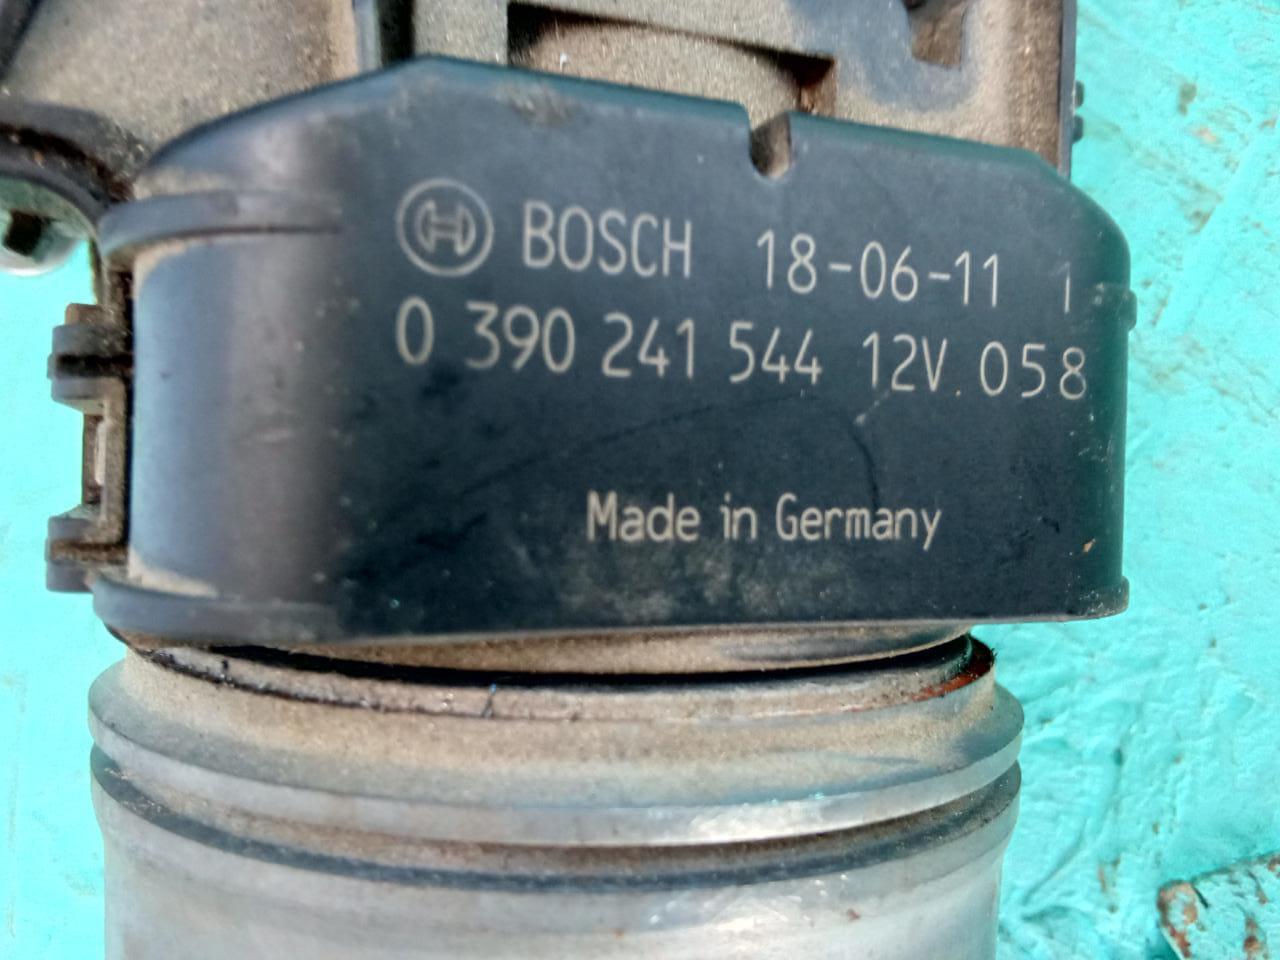 BOSCH 18-06-11 1
0 390 241 544 12V 058
Made in Germany